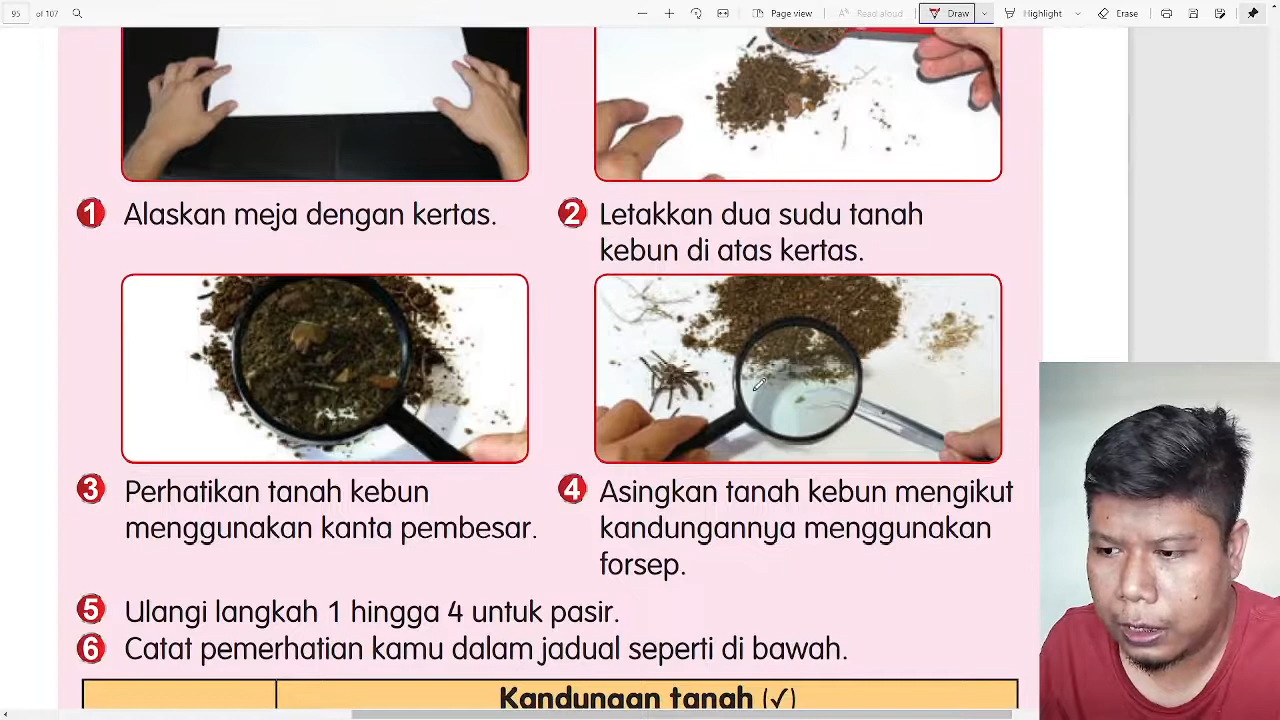 95 of 107 Page view Read aloud Draw Highlight Erase
1 Alaskan meja dengan kertas.
2 Letakkan dua sudu tanah
kebun di atas kertas.
3 Perhatikan tanah kebun
menggunakan kanta pembesar.
4 Asingkan tanah kebun mengikut
kandungannya menggunakan
forsep.
5 Ulangi langkah 1 hingga 4 untuk pasir.
6 Catat pemerhatian kamu dalam jadual seperti di bawah.
Kandungan tanah (✓)